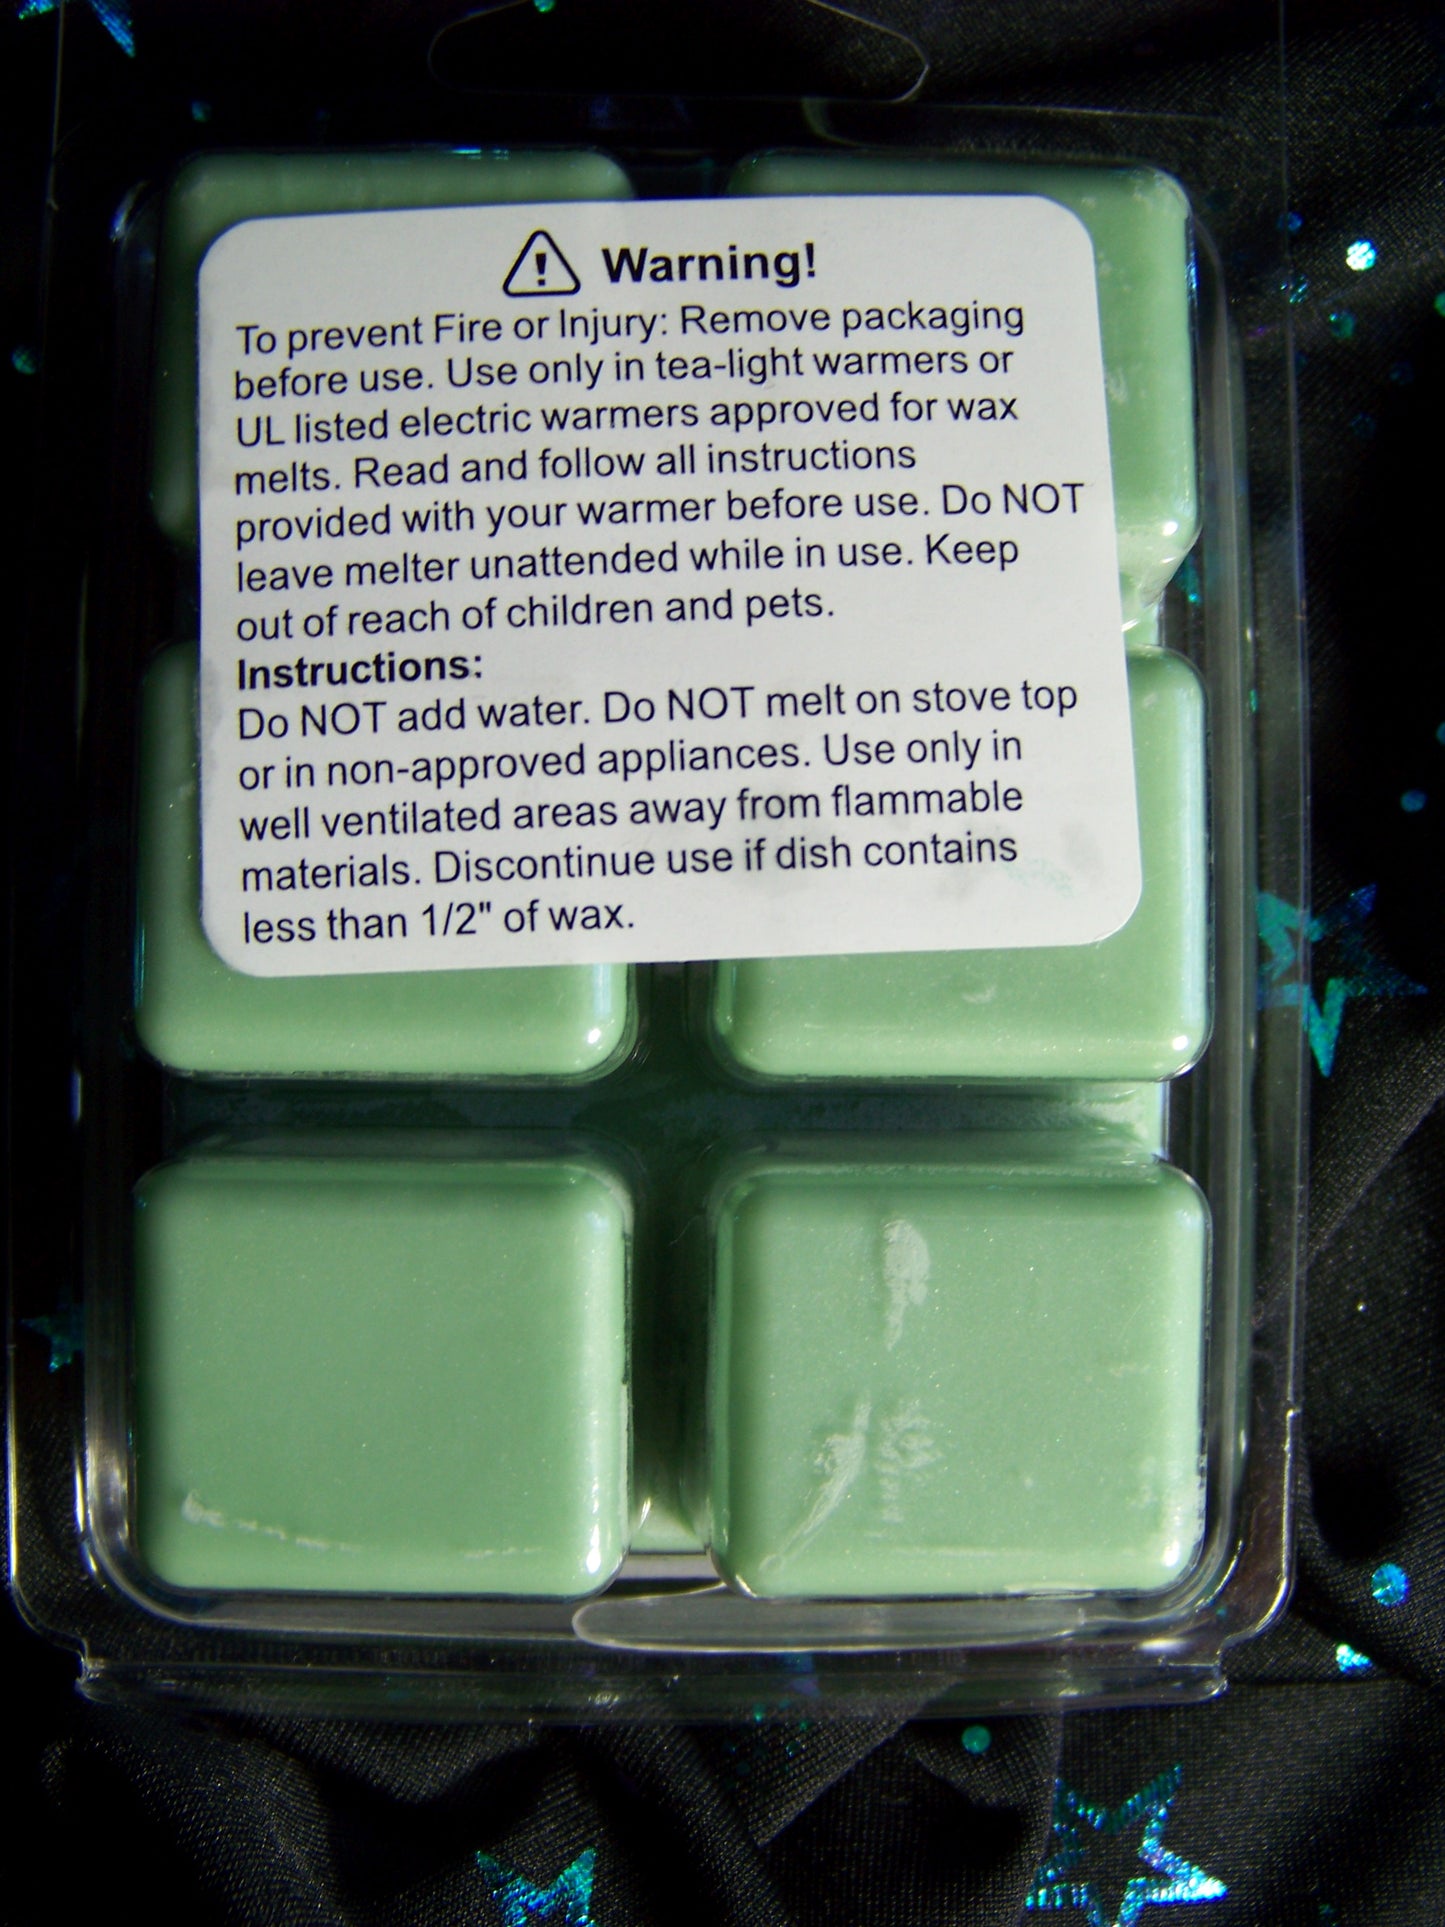 Warning!
To prevent Fire or Injury: Remove packaging
before use. Use only in tea-light warmers or
UL listed electric warmers approved for wax
melts. Read and follow all instructions
provided with your warmer before use. Do NOT
leave melter unattended while in use. Keep
out of reach of children and pets.
Instructions:
Do NOT add water. Do NOT melt on stove top
or in non-approved appliances. Use only in
well ventilated areas away from flammable
materials. Discontinue use if dish contains
less than 1/2" of wax.